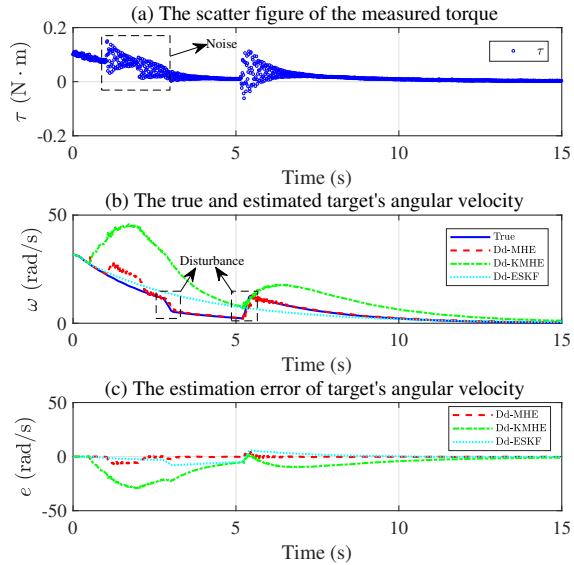 (a) The scatter figure of the measured torque
0.2
0
-0.2
τ (N · m)
Noise
τ
0 5 10 15
Time (s)
(b) The true and estimated target's angular velocity
50
0
ω (rad/s)
Disturbance
True
Dd-MHE
Dd-KMHE
Dd-ESKF
0 5 10 15
Time (s)
(c) The estimation error of target's angular velocity
50
0
-50
e (rad/s)
Dd-MHE
Dd-KMHE
Dd-ESKF
0 5 10 15
Time (s)